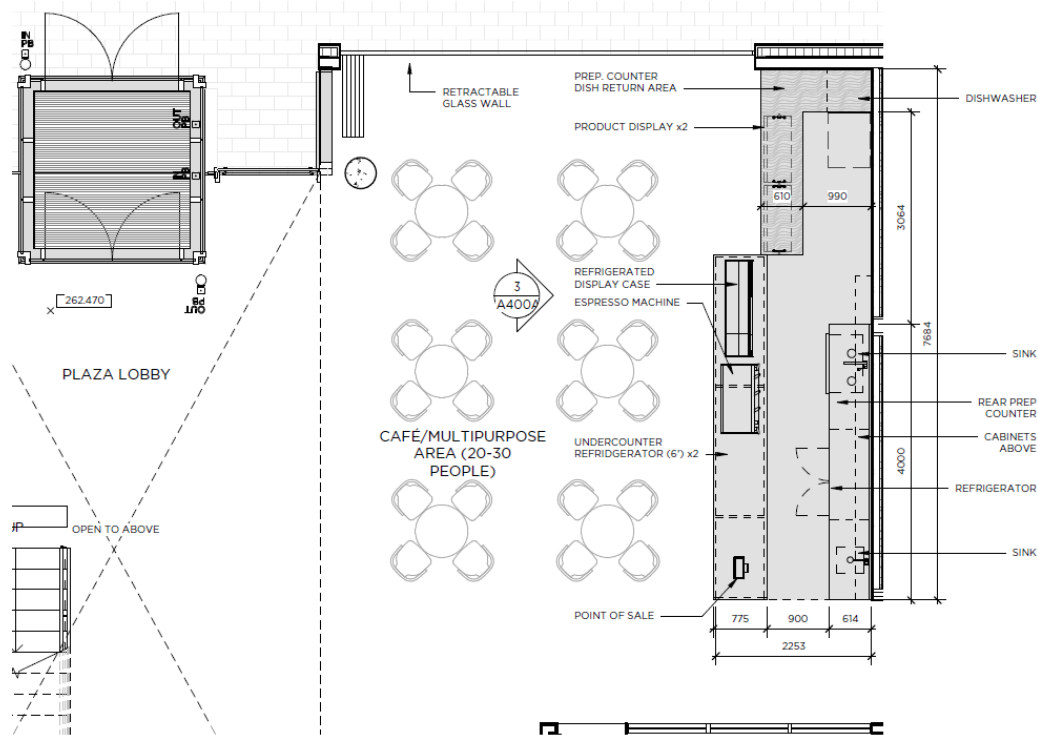 IN
PB
RETRACTABLE
GLASS WALL
PREP. COUNTER
DISH RETURN AREA
PRODUCT DISPLAY x2
DISHWASHER
OUT
PB
IN
PB
610
990
3064
262.470
OUT
PB
3
A400A
REFRIGERATED
DISPLAY CASE
ESPRESSO MACHINE
7684
SINK
PLAZA LOBBY
REAR PREP
COUNTER
CAFÉ/MULTIPURPOSE
AREA (20-30
PEOPLE)
UNDERCOUNTER
REFRIDGERATOR (6') x2
CABINETS
ABOVE
4000
REFRIGERATOR
UP
OPEN TO ABOVE
SINK
POINT OF SALE
775
900
614
2253